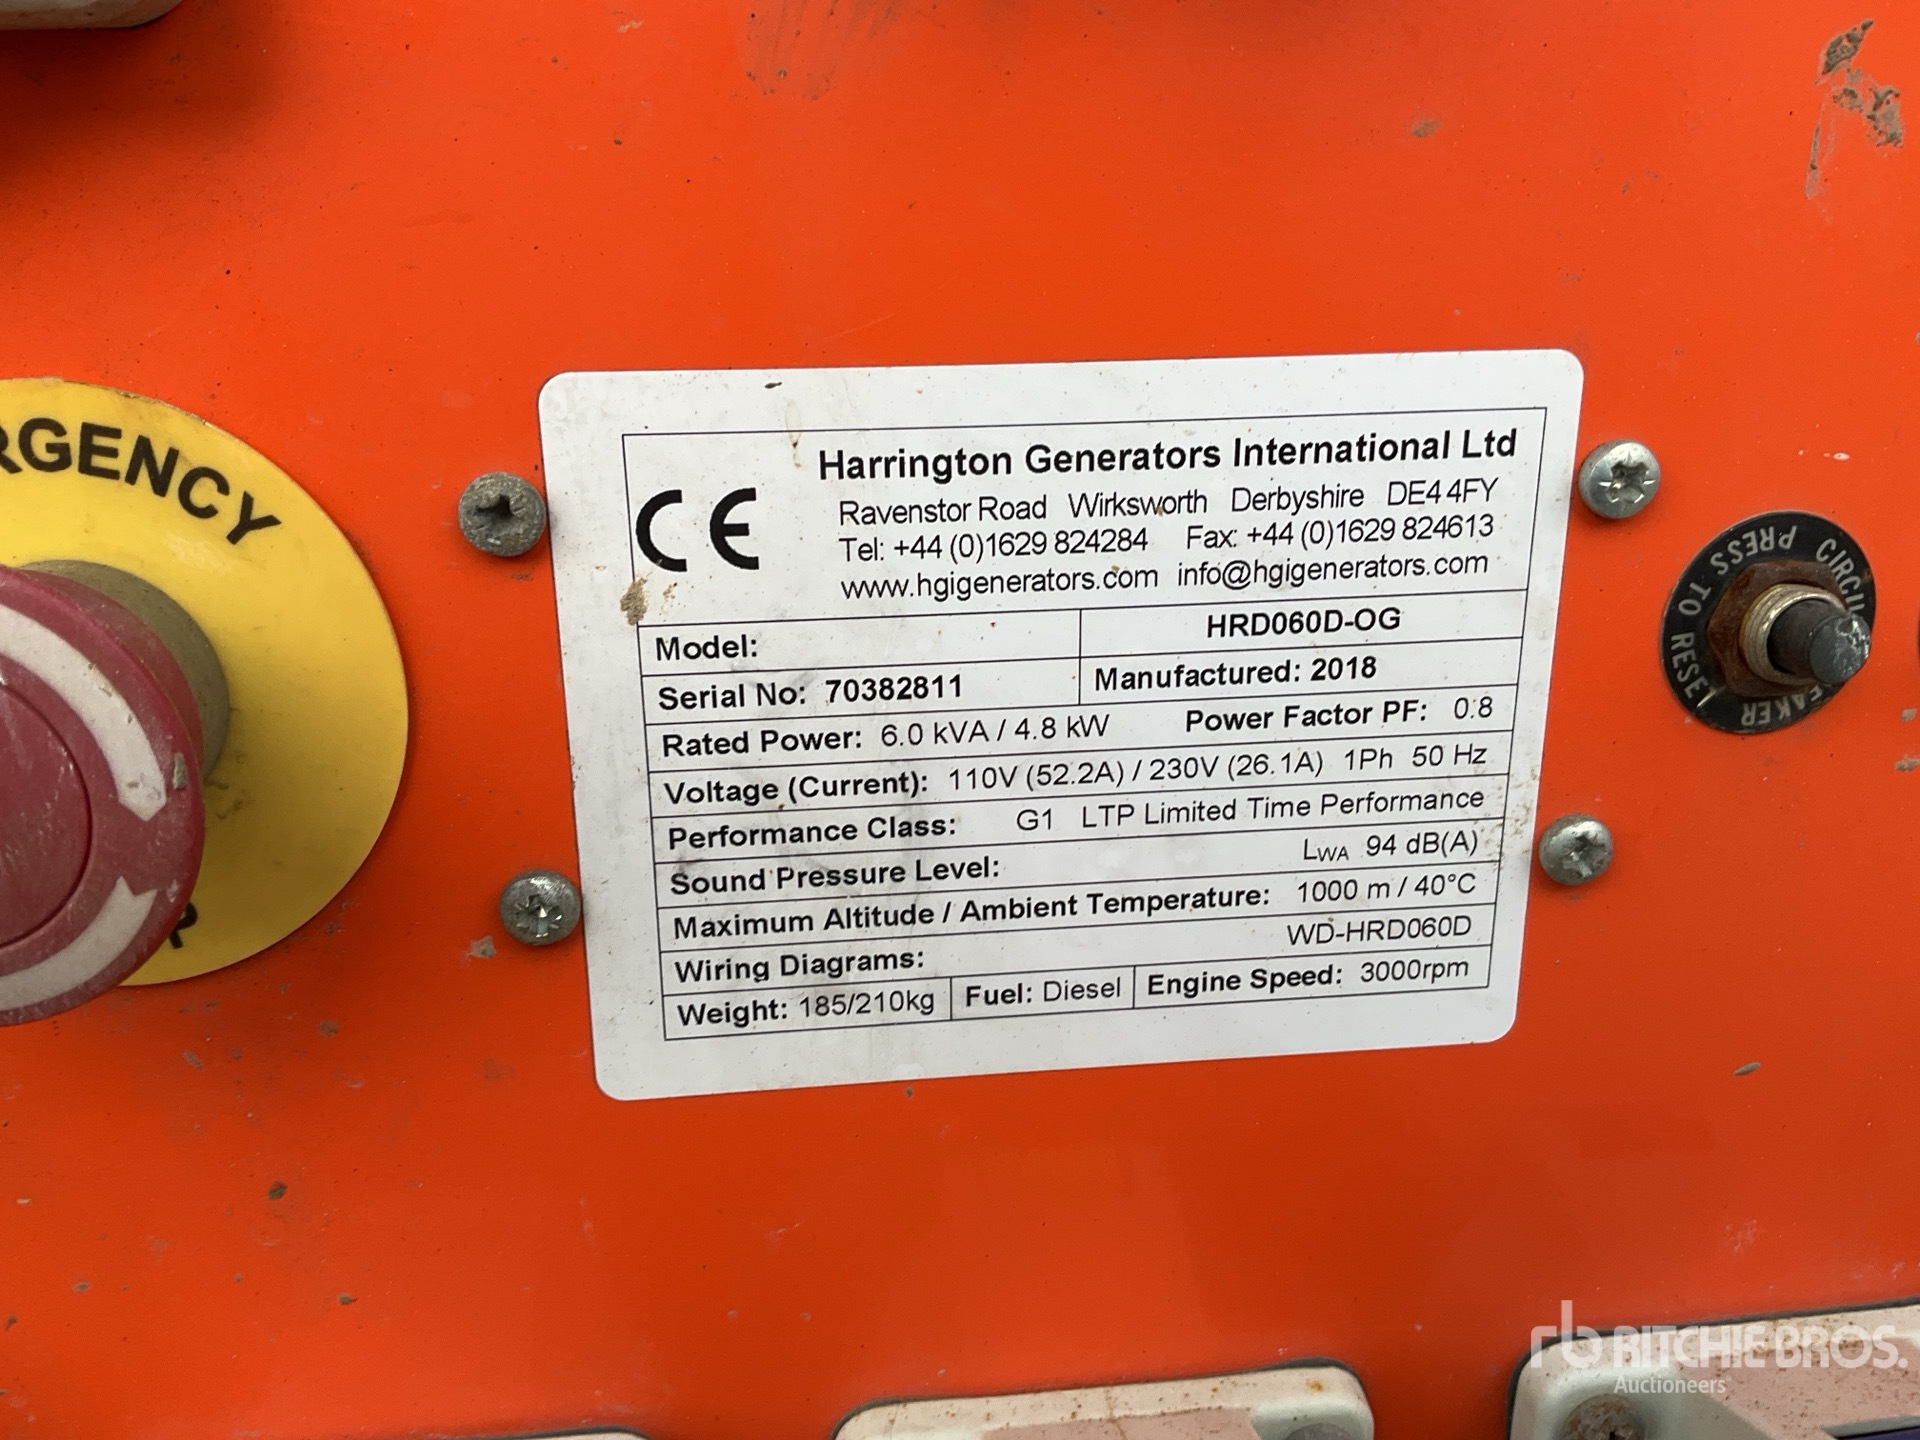 RGENCY
P
CE
Harrington Generators International Ltd
Ravenstor Road Wirksworth Derbyshire DE4 4FY
Tel: +44 (0)1629 824284 Fax: +44 (0)1629 824613
www.hgigenerators.com info@hgigenerators.com
Model: HRD060D-OG
Serial No: 70382811 Manufactured: 2018
Rated Power: 6.0 kVA / 4.8 kW Power Factor PF: 0.8
Voltage (Current): 110V (52.2A) / 230V (26.1A) 1Ph 50 Hz
Performance Class: G1 LTP Limited Time Performance
Sound Pressure Level: LWA 94 dB(A)
Maximum Altitude / Ambient Temperature: 1000 m / 40°C
Wiring Diagrams: WD-HRD060D
Weight: 185/210kg Fuel: Diesel Engine Speed: 3000rpm
PRESS TO RESET
CIRCU EAKER
rb RITCHIE BROS.
Auctioneers